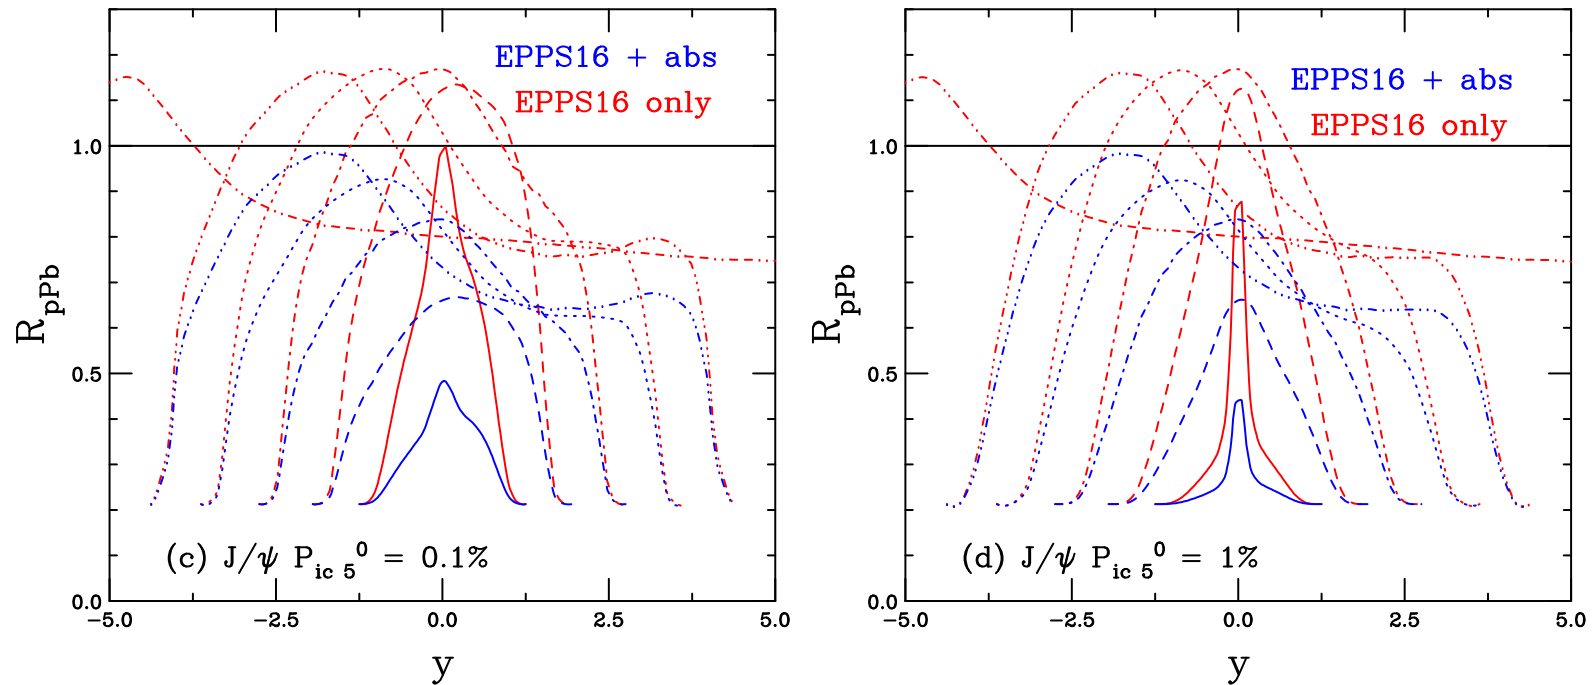 EPPS16 + abs
EPPS16 only
1.0
0.5
0.0
R_pPb
(c) J/ψ P_ic 5^0 = 0.1%
-5.0 -2.5 0.0 2.5 5.0
y
EPPS16 + abs
EPPS16 only
1.0
0.5
0.0
R_pPb
(d) J/ψ P_ic 5^0 = 1%
-5.0 -2.5 0.0 2.5 5.0
y